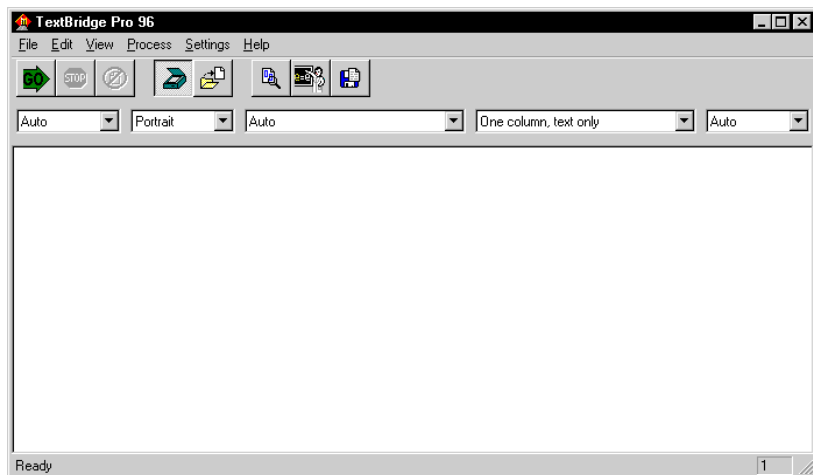 TextBridge Pro 96
File Edit View Process Settings Help
GO STOP
Auto Portrait Auto One column, text only Auto
Ready 1